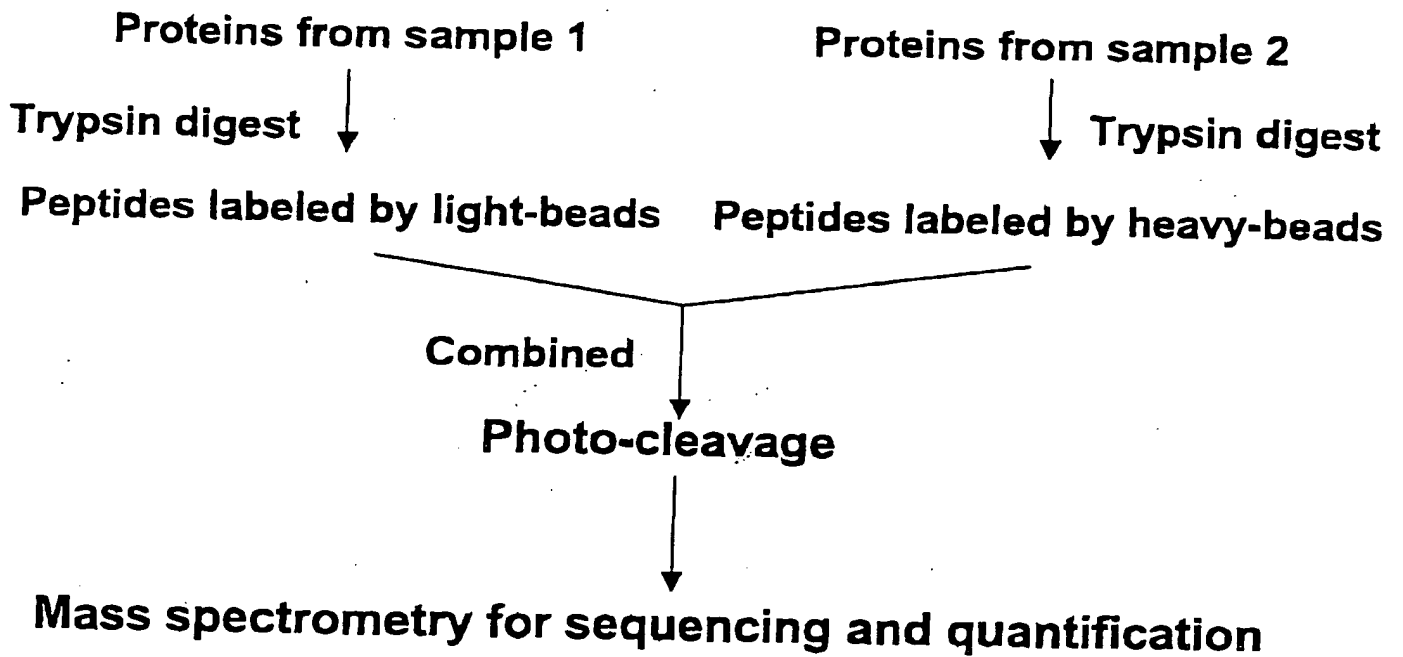 Proteins from sample 1
Proteins from sample 2
Trypsin digest
Trypsin digest
Peptides labeled by light-beads
Peptides labeled by heavy-beads
Combined
Photo-cleavage
Mass spectrometry for sequencing and quantification